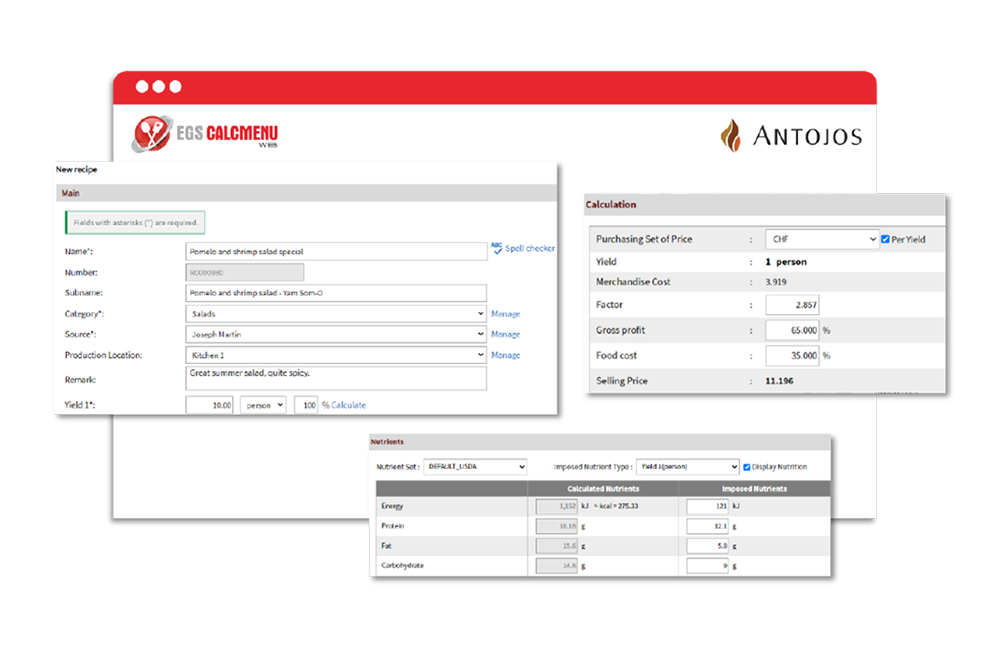 EGS CALCMENU
WEB
ANTOJOS
New recipe
Main
Fields with asterisks (*) are required.
Name*: Pomelo and shrimp salad special ABC Spell checker
Number: R0000980
Subname: Pomelo and shrimp salad - Yam Som-O
Category*: Salads Manage
Source*: Joseph Martin Manage
Production Location: Kitchen 1 Manage
Remark: Great summer salad, quite spicy.
Yield 1*: 10.00 person 100 % Calculate
Calculation
Purchasing Set of Price : CHF Per Yield
Yield : 1 person
Merchandise Cost : 3.919
Factor : 2.857
Gross profit : 65.000 %
Food cost : 35.000 %
Selling Price : 11.196
Nutrients
Nutrient Set : DEFAULT_USDA Imposed Nutrient Type : Yield 1(person) Display Nutrition
Calculated Nutrients Imposed Nutrients
Energy 1,152 kJ = kcal = 275.33 121 kJ
Protein 18.18 g 12.1 g
Fat 15.6 g 5.8 g
Carbohydrate 14.6 g 9 g